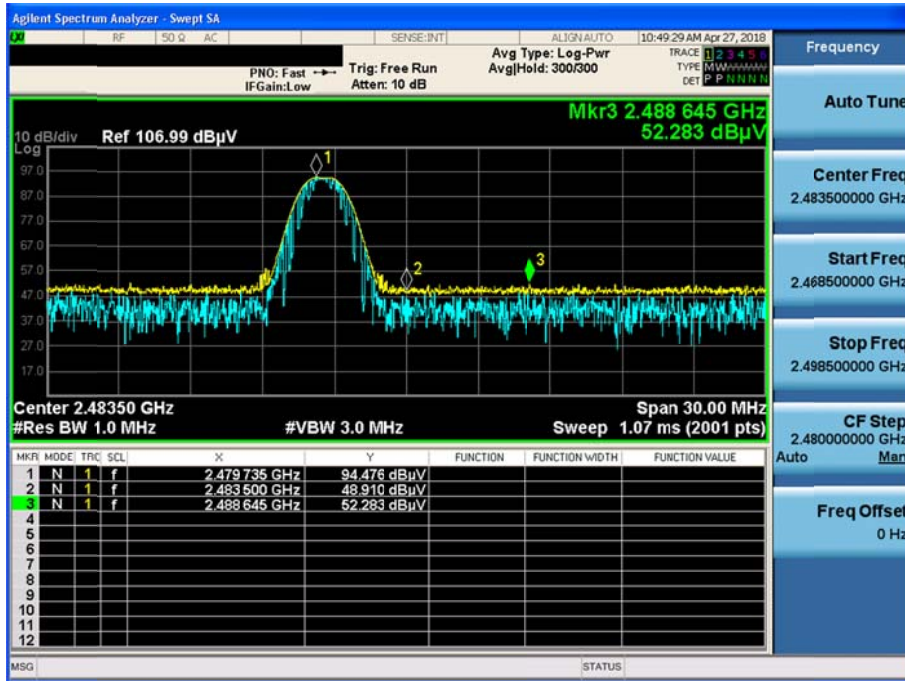 Agilent Spectrum Analyzer - Swept SA
RF 50 Ω AC SENSE:INT ALIGN AUTO 10:49:29 AM Apr 27, 2018
Frequency
Avg Type: Log-Pwr TRACE 1 2 3 4 5 6
PNO: Fast Trig: Free Run Avg|Hold: 300/300 TYPE M
IFGain:Low Atten: 10 dB DET P P N N N N
Auto Tune
Mkr3 2.488 645 GHz
52.283 dBµV
10 dB/div Ref 106.99 dBµV
Log
97.0
87.0
77.0
67.0
57.0
47.0
37.0
27.0
17.0
1
2
3
Center Freq
2.483500000 GHz
Start Freq
2.468500000 GHz
Stop Freq
2.498500000 GHz
Center 2.48350 GHz Span 30.00 MHz
#Res BW 1.0 MHz #VBW 3.0 MHz Sweep 1.07 ms (2001 pts)
CF Step
2.480000000 GHz
Auto Man
Freq Offset
0 Hz
MKR MODE TRC SCL X Y FUNCTION FUNCTION WIDTH FUNCTION VALUE
1 N 1 f 2.479 735 GHz 94.476 dBµV
2 N 1 f 2.483 500 GHz 48.910 dBµV
3 N 1 f 2.488 645 GHz 52.283 dBµV
4
5
6
7
8
9
10
11
12
MSG STATUS